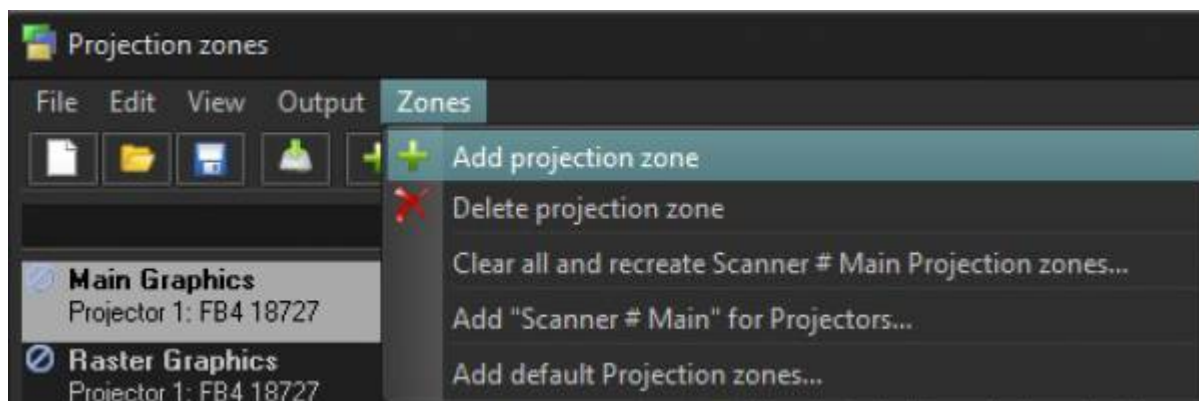 Projection zones
File Edit View Output Zones
Add projection zone
Delete projection zone
Clear all and recreate Scanner # Main Projection zones...
Add "Scanner # Main" for Projectors...
Add default Projection zones...
Main Graphics
Projector 1: FB4 18727
Raster Graphics
Projector 1: FB4 18727